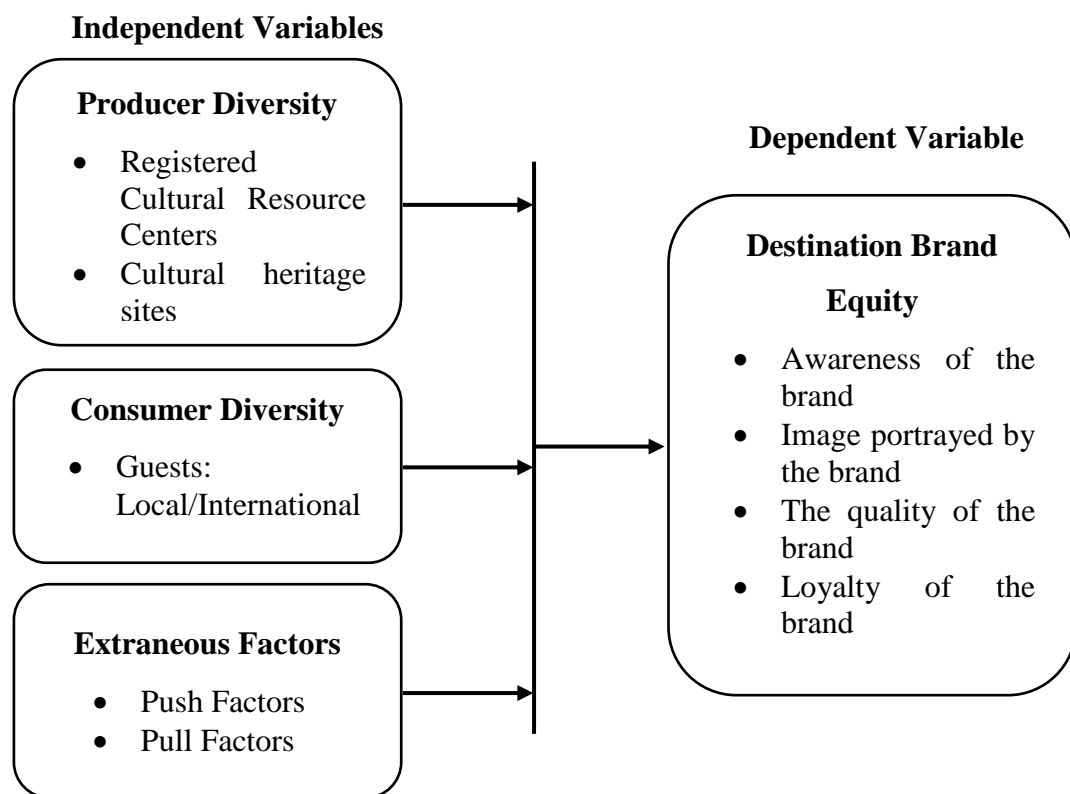 Independent Variables
Producer Diversity
• Registered
Cultural Resource
Centers
• Cultural heritage
sites
Consumer Diversity
• Guests:
Local/International
Extraneous Factors
• Push Factors
• Pull Factors
Dependent Variable
Destination Brand
Equity
• Awareness of the
brand
• Image portrayed by
the brand
• The quality of the
brand
• Loyalty of the
brand